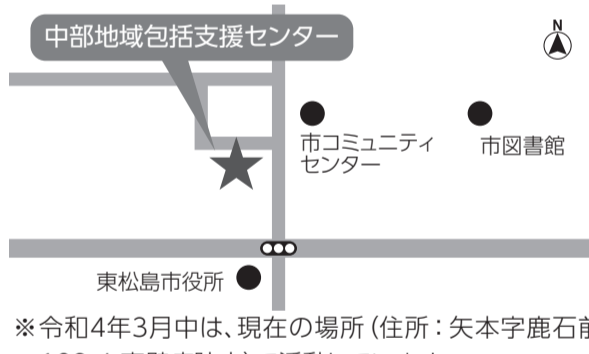 中部地域包括支援センター
N
市コミュニティ
センター
市図書館
東松島市役所
※令和4年3月中は、現在の場所(住所:矢本字鹿石前